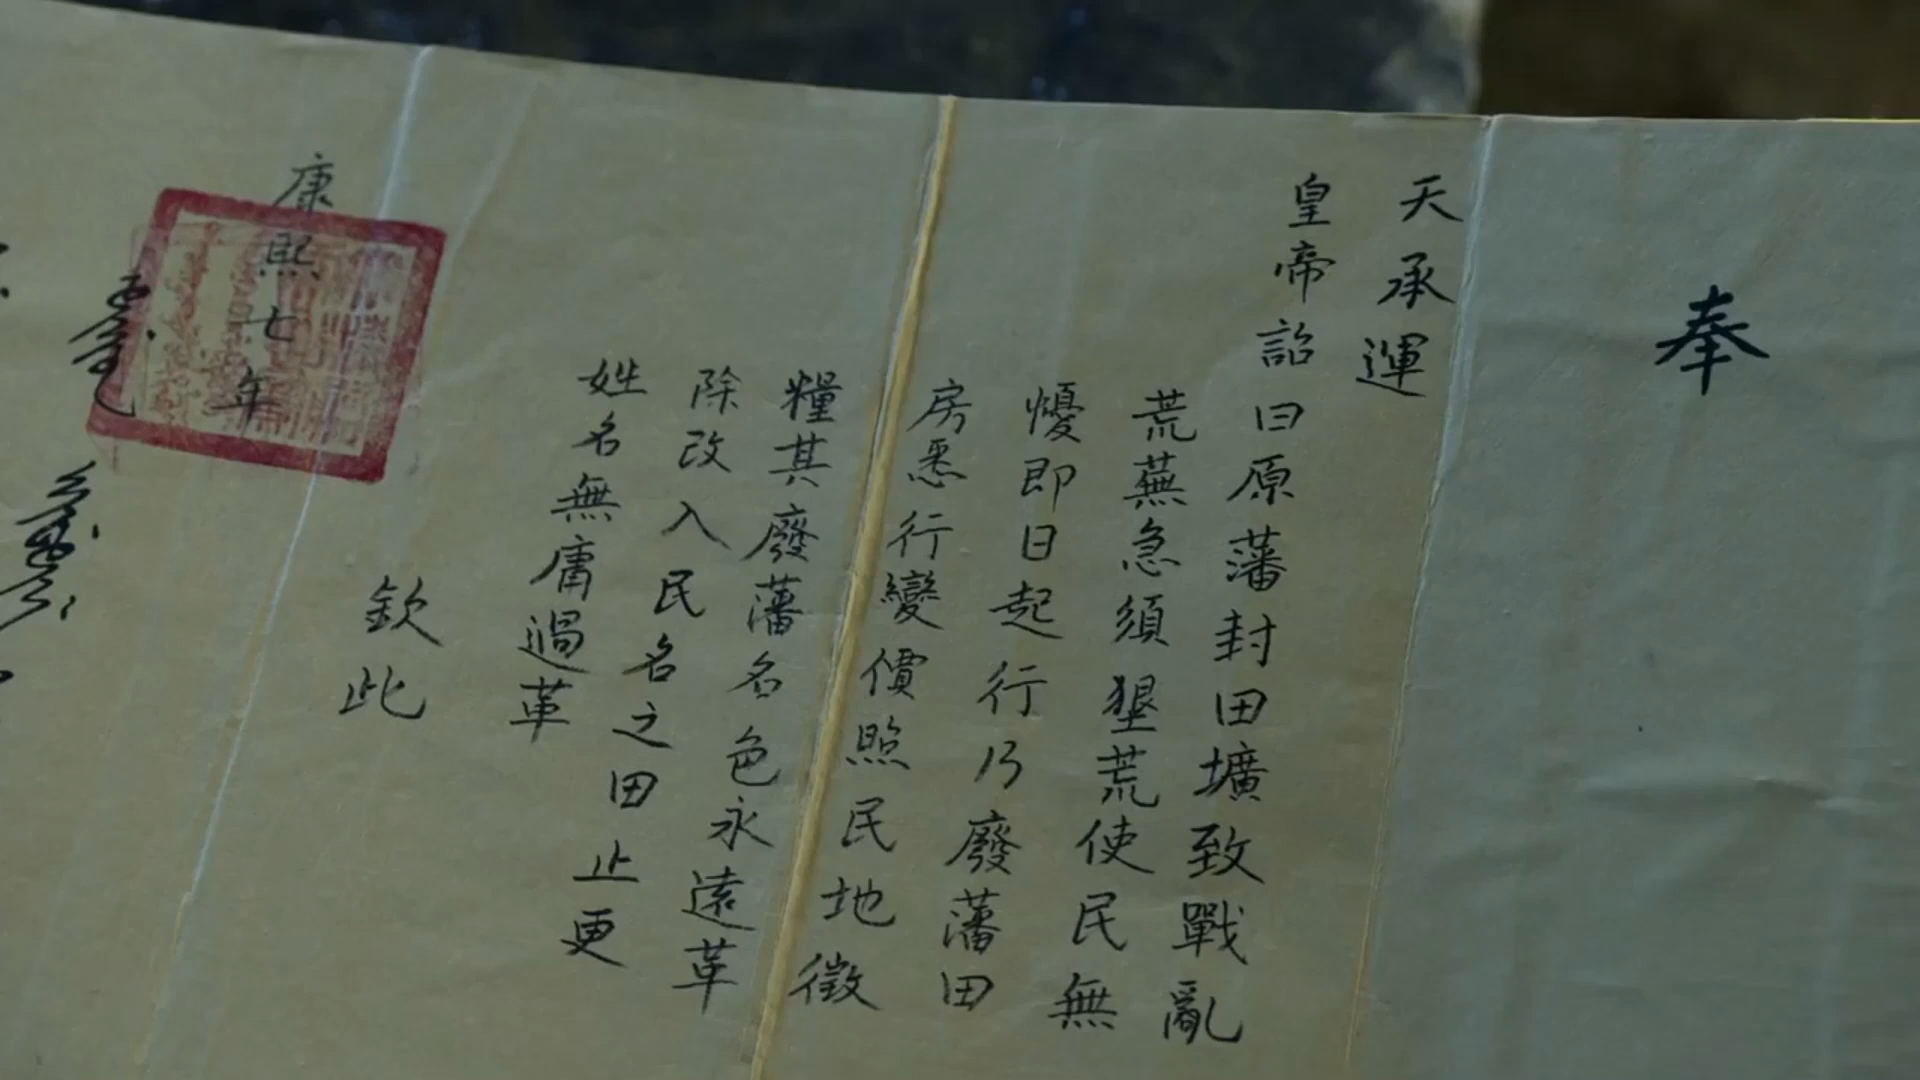 奉
天承運
皇帝詔曰原藩封田壙致戰亂
荒蕪急須墾荒使民無
懮即日起行乃廢藩田
房悉行變價照民地徵
糧其廢藩名色永遠革
除改入民名之田止更
姓名無庸過革
欽此
康熙七年